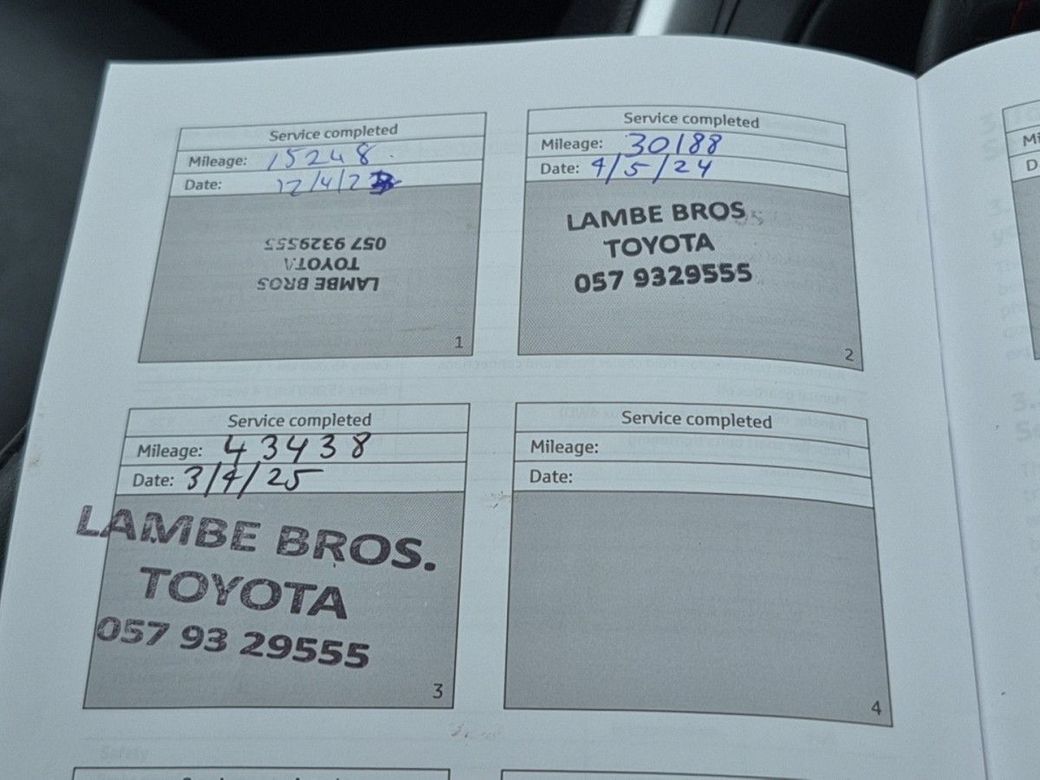 Service completed
Mileage: 15248
Date: 12/4/23
057 9329555
TOYOTA
LAMBE BROS
1
Service completed
Mileage: 30188
Date: 4/5/24
LAMBE BROS
TOYOTA
057 9329555
2
Service completed
Mileage: 43438
Date: 3/4/25
LAMBE BROS.
TOYOTA
057 93 29555
3
Service completed
Mileage:
Date:
4
Safety